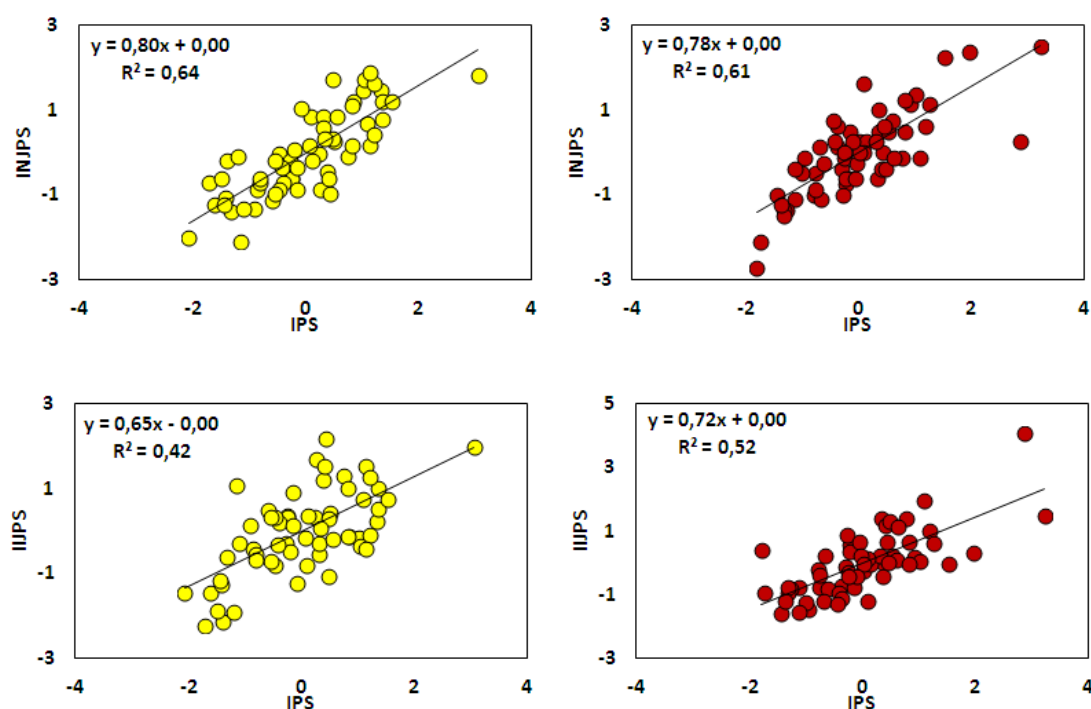 3
y = 0,80x + 0,00
R² = 0,64
1
INJPS
-1
-3
-4
-2
0
2
4
IPS
3
y = 0,78x + 0,00
R² = 0,61
1
INJPS
-1
-3
-4
-2
0
2
4
IPS
3
y = 0,65x - 0,00
R² = 0,42
1
IIJPS
-1
-3
-4
-2
0
2
4
IPS
5
y = 0,72x + 0,00
R² = 0,52
3
1
IIJPS
-1
-3
-4
-2
0
2
4
IPS